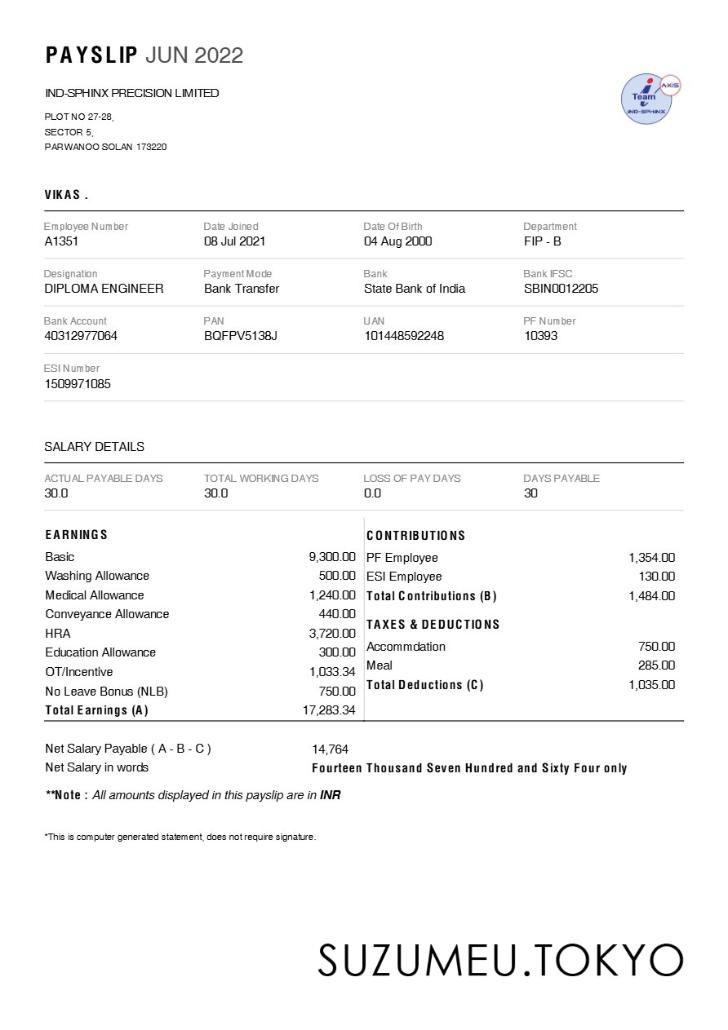 PAYSLIP JUN 2022
IND-SPHINX PRECISION LIMITED
PLOT NO 27-28,
SECTOR 5,
PARWANOO SOLAN 173220
i AXIS
Team
IND-SPHINX
VIKAS .
Employee Number Date Joined Date Of Birth Department
A1351 08 Jul 2021 04 Aug 2000 FIP - B
Designation Payment Mode Bank Bank IFSC
DIPLOMA ENGINEER Bank Transfer State Bank of India SBIN0012205
Bank Account PAN UAN PF Number
40312977064 BQFPV5138J 101448592248 10393
ESI Number
1509971085
SALARY DETAILS
ACTUAL PAYABLE DAYS TOTAL WORKING DAYS LOSS OF PAY DAYS DAYS PAYABLE
30.0 30.0 0.0 30
EARNINGS
Basic 9,300.00
Washing Allowance 500.00
Medical Allowance 1,240.00
Conveyance Allowance 440.00
HRA 3,720.00
Education Allowance 300.00
OT/Incentive 1,033.34
No Leave Bonus (NLB) 750.00
Total Earnings (A) 17,283.34
CONTRIBUTIONS
PF Employee 1,354.00
ESI Employee 130.00
Total Contributions (B) 1,484.00
TAXES & DEDUCTIONS
Accommdation 750.00
Meal 285.00
Total Deductions (C) 1,035.00
Net Salary Payable ( A - B - C ) 14,764
Net Salary in words Fourteen Thousand Seven Hundred and Sixty Four only
**Note : All amounts displayed in this payslip are in INR
*This is computer generated statement, does not require signature.
SUZUMEU.TOKYO